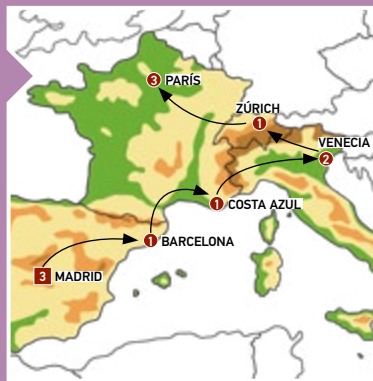 3 PARÍS
ZÚRICH
1
VENECIA
2
1 COSTA AZUL
1 BARCELONA
3 MADRID